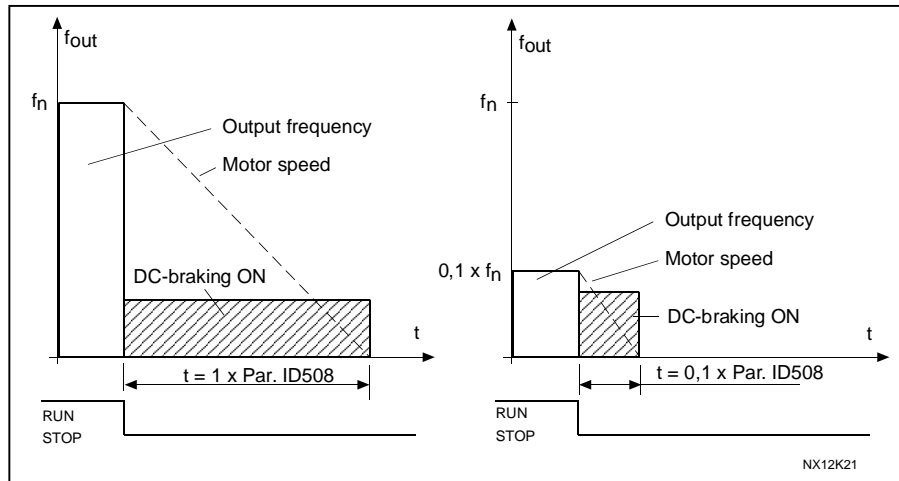 fout
fn
Output frequency
Motor speed
DC-braking ON
t
t = 1 x Par. ID508
RUN
STOP
fout
fn
Output frequency
0,1 x fn
Motor speed
DC-braking ON
t
t = 0,1 x Par. ID508
RUN
STOP
NX12K21